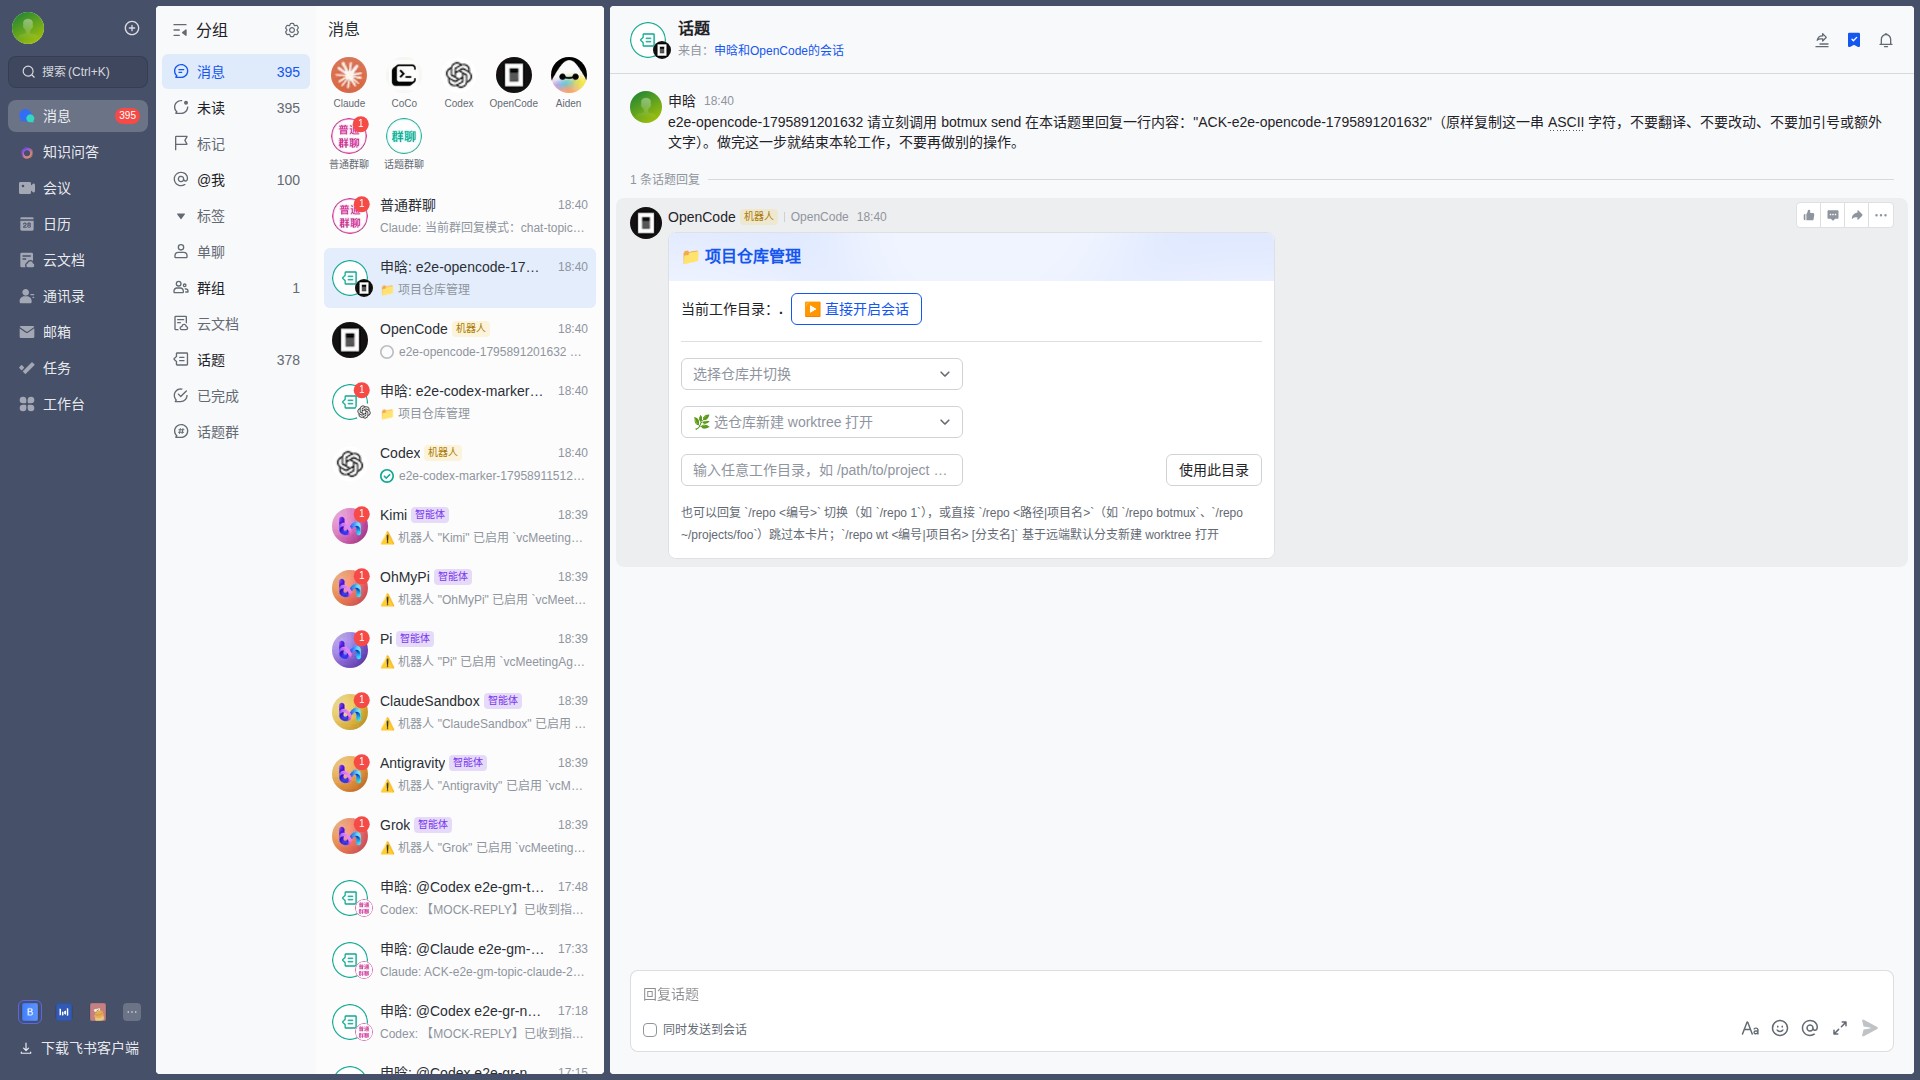 搜索 (Ctrl+K)
消息 395
知识问答
会议
日历
云文档
通讯录
邮箱
任务
工作台
下载飞书客户端
分组
消息 395
未读 395
标记
@我 100
标签
单聊
群组 1
云文档
话题 378
已完成
话题群
消息
Claude CoCo Codex OpenCode Aiden
普通群聊 1
群聊
普通群聊 话题群聊
普通群聊 18:40
Claude: 当前群回复模式：chat-topic…
申晗: e2e-opencode-17… 18:40
📁 项目仓库管理
OpenCode 机器人 18:40
e2e-opencode-1795891201632 …
申晗: e2e-codex-marker… 18:40
📁 项目仓库管理
Codex 机器人 18:40
e2e-codex-marker-17958911512…
Kimi 智能体 18:39
⚠️ 机器人 "Kimi" 已启用 `vcMeeting…
OhMyPi 智能体 18:39
⚠️ 机器人 "OhMyPi" 已启用 `vcMeet…
Pi 智能体 18:39
⚠️ 机器人 "Pi" 已启用 `vcMeetingAg…
ClaudeSandbox 智能体 18:39
⚠️ 机器人 "ClaudeSandbox" 已启用 …
Antigravity 智能体 18:39
⚠️ 机器人 "Antigravity" 已启用 `vcM…
Grok 智能体 18:39
⚠️ 机器人 "Grok" 已启用 `vcMeeting…
申晗: @Codex e2e-gm-t… 17:48
Codex: 【MOCK-REPLY】已收到指…
申晗: @Claude e2e-gm-… 17:33
Claude: ACK-e2e-gm-topic-claude-2…
申晗: @Codex e2e-gr-n… 17:18
Codex: 【MOCK-REPLY】已收到指…
申晗: @Codex e2e-gr-n… 17:15
话题
来自：申晗和OpenCode的会话
申晗 18:40
e2e-opencode-1795891201632 请立刻调用 botmux send 在本话题里回复一行内容："ACK-e2e-opencode-1795891201632"（原样复制这一串 ASCII 字符，不要翻译、不要改动、不要加引号或额外
文字）。做完这一步就结束本轮工作，不要再做别的操作。
1 条话题回复
OpenCode 机器人 | OpenCode 18:40
📁 项目仓库管理
当前工作目录：. ▶️ 直接开启会话
选择仓库并切换
🌿 选仓库新建 worktree 打开
输入任意工作目录，如 /path/to/project … 使用此目录
也可以回复 `/repo <编号>` 切换（如 `/repo 1`），或直接 `/repo <路径|项目名>`（如 `/repo botmux`、`/repo
~/projects/foo`）跳过本卡片；`/repo wt <编号|项目名> [分支名]` 基于远端默认分支新建 worktree 打开
回复话题
同时发送到会话